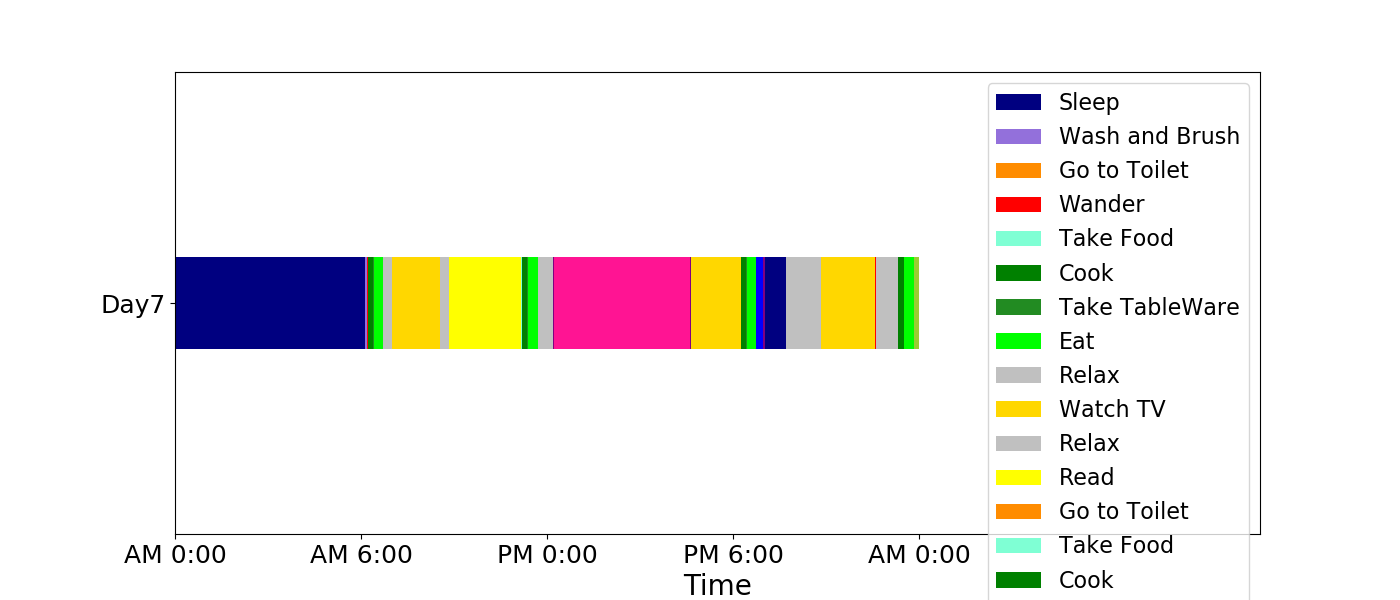 Day7
AM 0:00 AM 6:00 PM 0:00 PM 6:00 AM 0:00
Time
Sleep
Wash and Brush
Go to Toilet
Wander
Take Food
Cook
Take TableWare
Eat
Relax
Watch TV
Relax
Read
Go to Toilet
Take Food
Cook